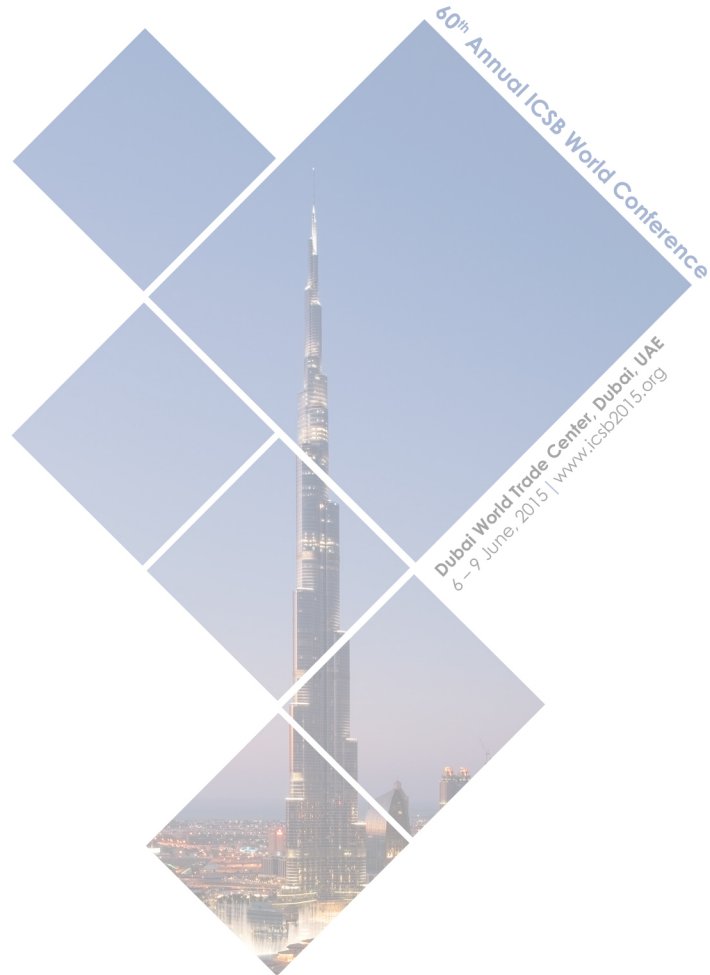 60th Annual ICSB World Conference
Dubai World Trade Center, Dubai, UAE
6 – 9 June, 2015 | www.icsb2015.org